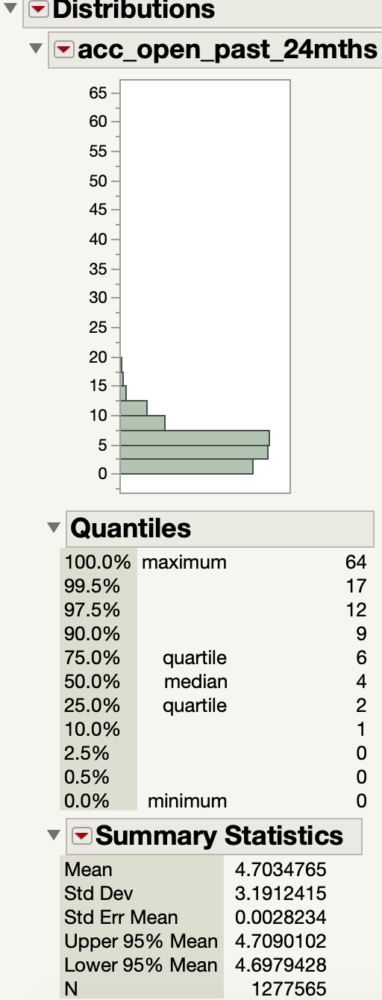 Distributions
acc_open_past_24mths
65
60
55
50
45
40
35
30
25
20
15
10
5
0
Quantiles
100.0% maximum 64
99.5% 17
97.5% 12
90.0% 9
75.0% quartile 6
50.0% median 4
25.0% quartile 2
10.0% 1
2.5% 0
0.5% 0
0.0% minimum 0
Summary Statistics
Mean 4.7034765
Std Dev 3.1912415
Std Err Mean 0.0028234
Upper 95% Mean 4.7090102
Lower 95% Mean 4.6979428
N 1277565